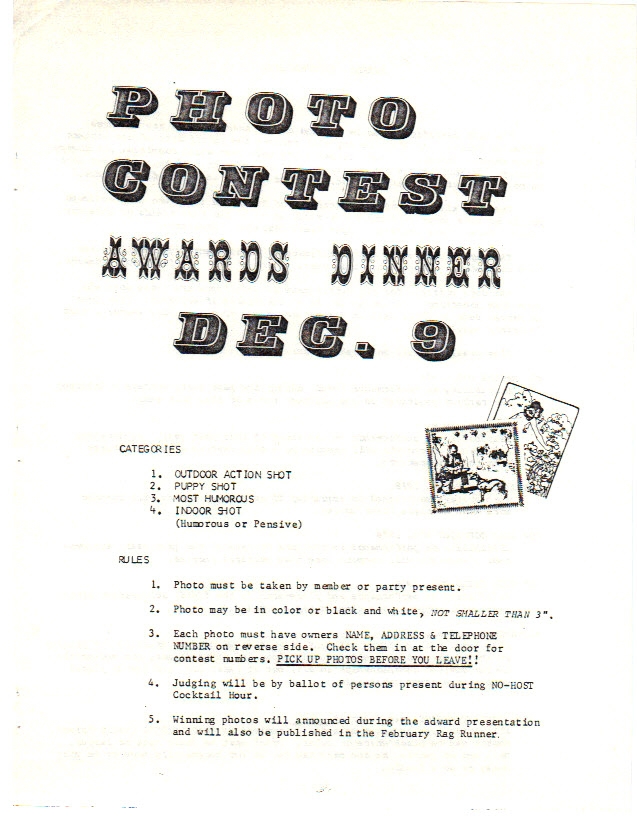 PHOTO
CONTEST
AWARDS DINNER
DEC. 9
CATEGORIES
1. OUTDOOR ACTION SHOT
2. PUPPY SHOT
3. MOST HUMOROUS
4. INDOOR SHOT
(Humorous or Pensive)
RULES
1. Photo must be taken by member or party present.
2. Photo may be in color or black and white, NOT SMALLER THAN 3".
3. Each photo must have owners NAME, ADDRESS & TELEPHONE
NUMBER on reverse side. Check them in at the door for
contest numbers. PICK UP PHOTOS BEFORE YOU LEAVE!!
4. Judging will be by ballot of persons present during NO-HOST
Cocktail Hour.
5. Winning photos will announced during the adward presentation
and will also be published in the February Rag Runner.